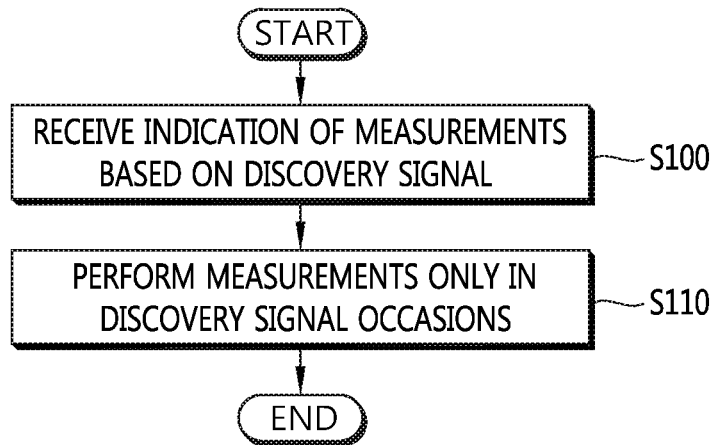 START
RECEIVE INDICATION OF MEASUREMENTS
BASED ON DISCOVERY SIGNAL
S100
PERFORM MEASUREMENTS ONLY IN
DISCOVERY SIGNAL OCCASIONS
S110
END